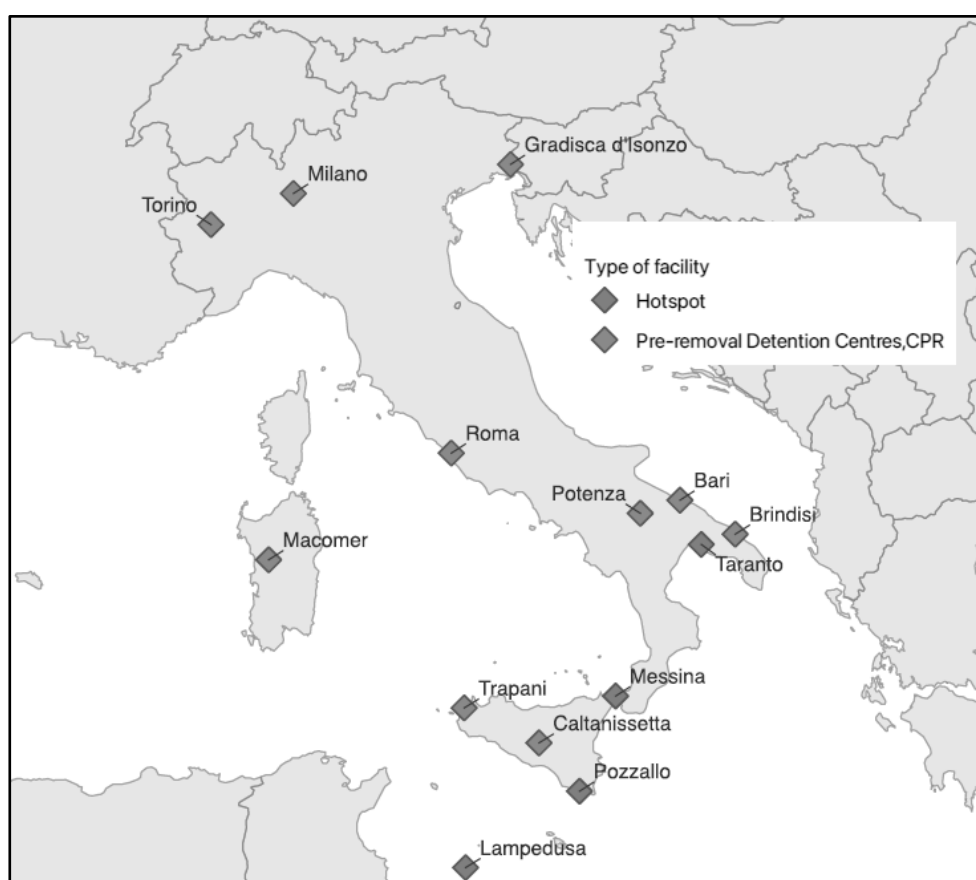 Gradisca d'Isonzo
Milano
Torino
Type of facility
Hotspot
Pre-removal Detention Centres,CPR
Roma
Bari
Potenza
Brindisi
Macomer
Taranto
Messina
Trapani
Caltanissetta
Pozzallo
Lampedusa